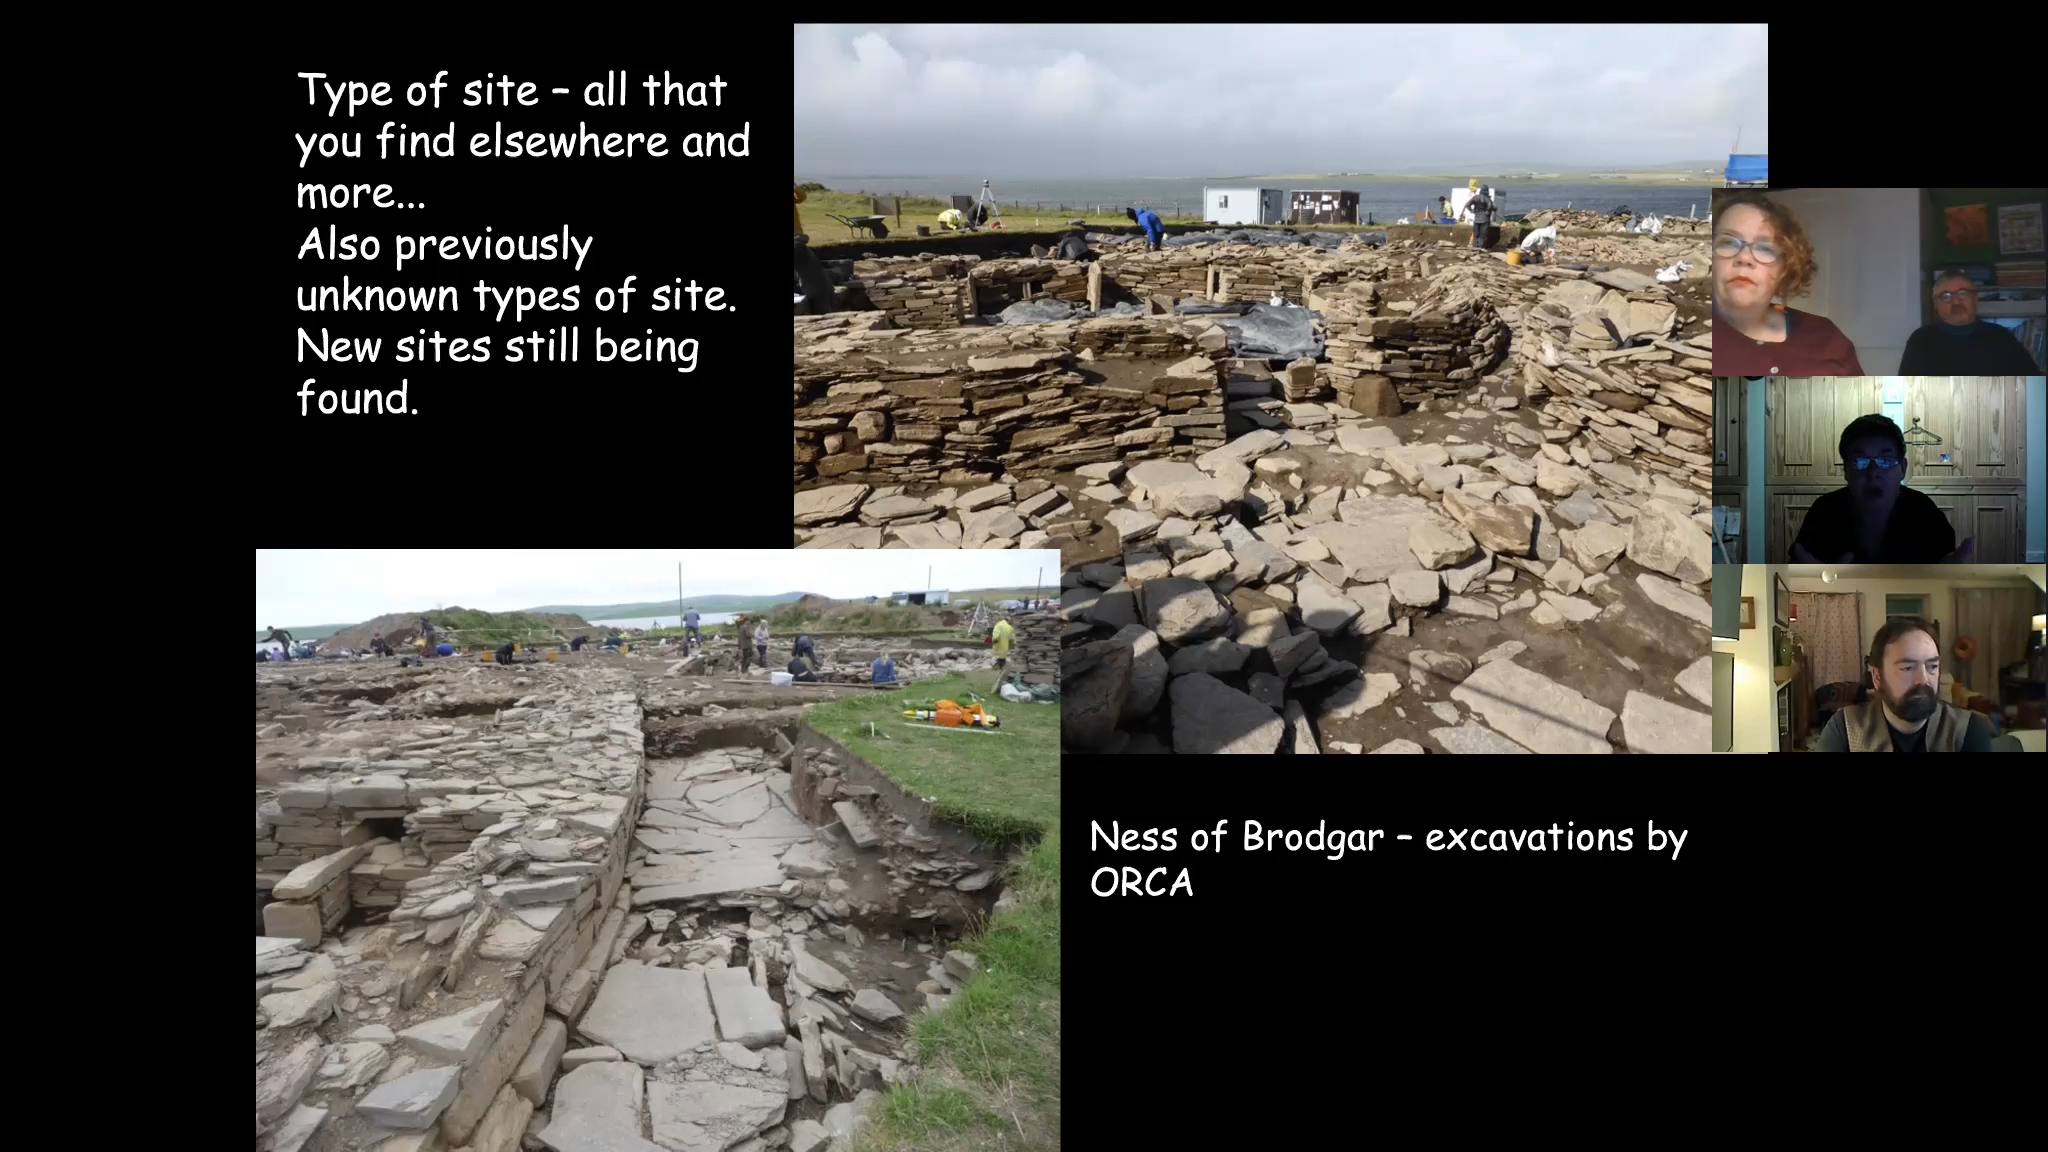 Type of site – all that
you find elsewhere and
more...
Also previously
unknown types of site.
New sites still being
found.
Ness of Brodgar – excavations by
ORCA